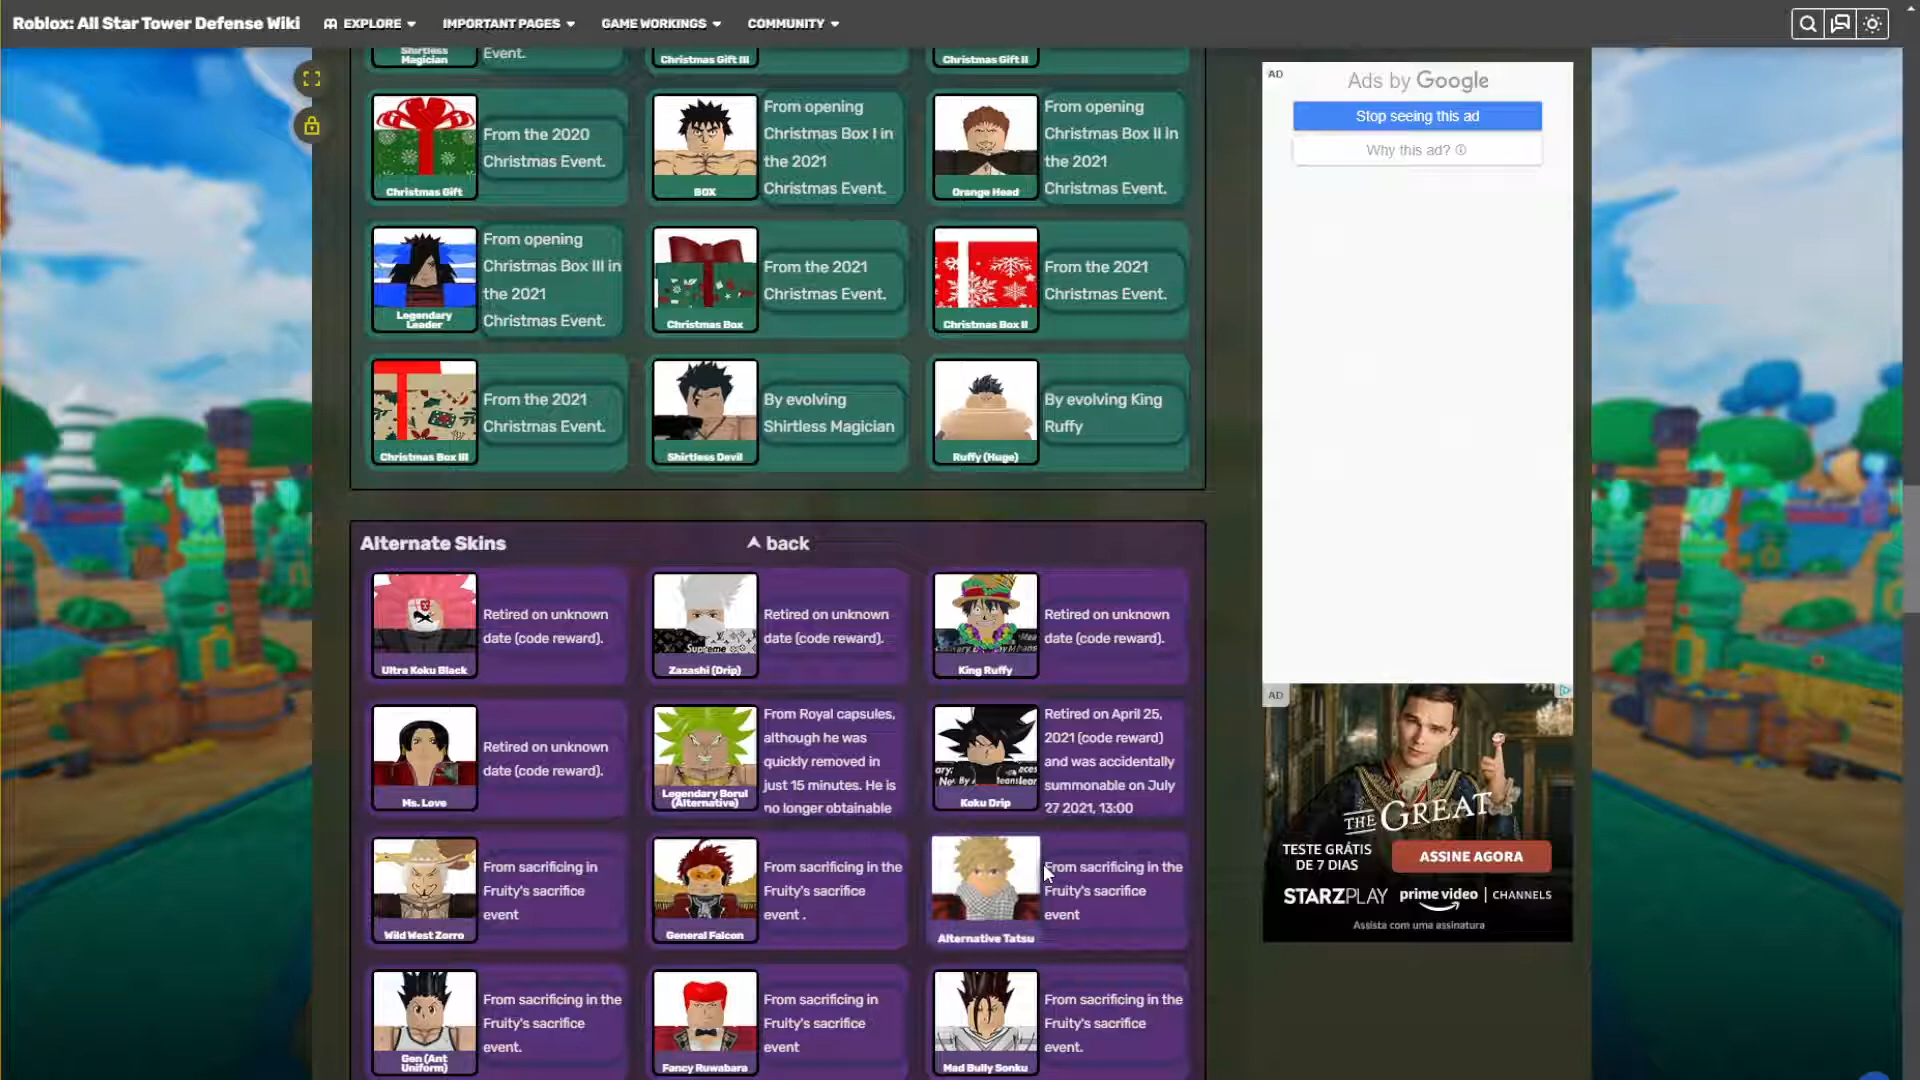 Roblox: All Star Tower Defense Wiki
EXPLORE
IMPORTANT PAGES
GAME WORKINGS
COMMUNITY
Shirtless
Magician
Event.
Christmas Gift III
Christmas Gift II
Christmas Gift
From the 2020
Christmas Event.
BOX
From opening
Christmas Box I in
the 2021
Christmas Event.
Orange Head
From opening
Christmas Box II in
the 2021
Christmas Event.
Legendary
Leader
From opening
Christmas Box III in
the 2021
Christmas Event.
Christmas Box
From the 2021
Christmas Event.
Christmas Box II
From the 2021
Christmas Event.
Christmas Box III
From the 2021
Christmas Event.
Shirtless Devil
By evolving
Shirtless Magician
Ruffy (Huge)
By evolving King
Ruffy
Alternate Skins
back
Ultra Koku Black
Retired on unknown
date (code reward).
Supreme
Zazashi (Drip)
Retired on unknown
date (code reward).
King Ruffy
Retired on unknown
date (code reward).
Ms. Love
Retired on unknown
date (code reward).
Legendary Borul
(Alternative)
From Royal capsules,
although he was
quickly removed in
just 15 minutes. He is
no longer obtainable
Koku Drip
Retired on April 25,
2021 (code reward)
and was accidentally
summonable on July
27 2021, 13:00
Wild West Zorro
From sacrificing in
Fruity's sacrifice
event
General Falcon
From sacrificing in the
Fruity's sacrifice
event .
Alternative Tatsu
From sacrificing in the
Fruity's sacrifice
event
Gen (Ant
Uniform)
From sacrificing in the
Fruity's sacrifice
event.
Fancy Ruwabara
From sacrificing in
Fruity's sacrifice
event
Mad Bully Sonku
From sacrificing in the
Fruity's sacrifice
event.
AD
Ads by Google
Stop seeing this ad
Why this ad?
AD
THE GREAT
TESTE GRÁTIS
DE 7 DIAS
ASSINE AGORA
STARZPLAY
prime video | CHANNELS
Assista com uma assinatura